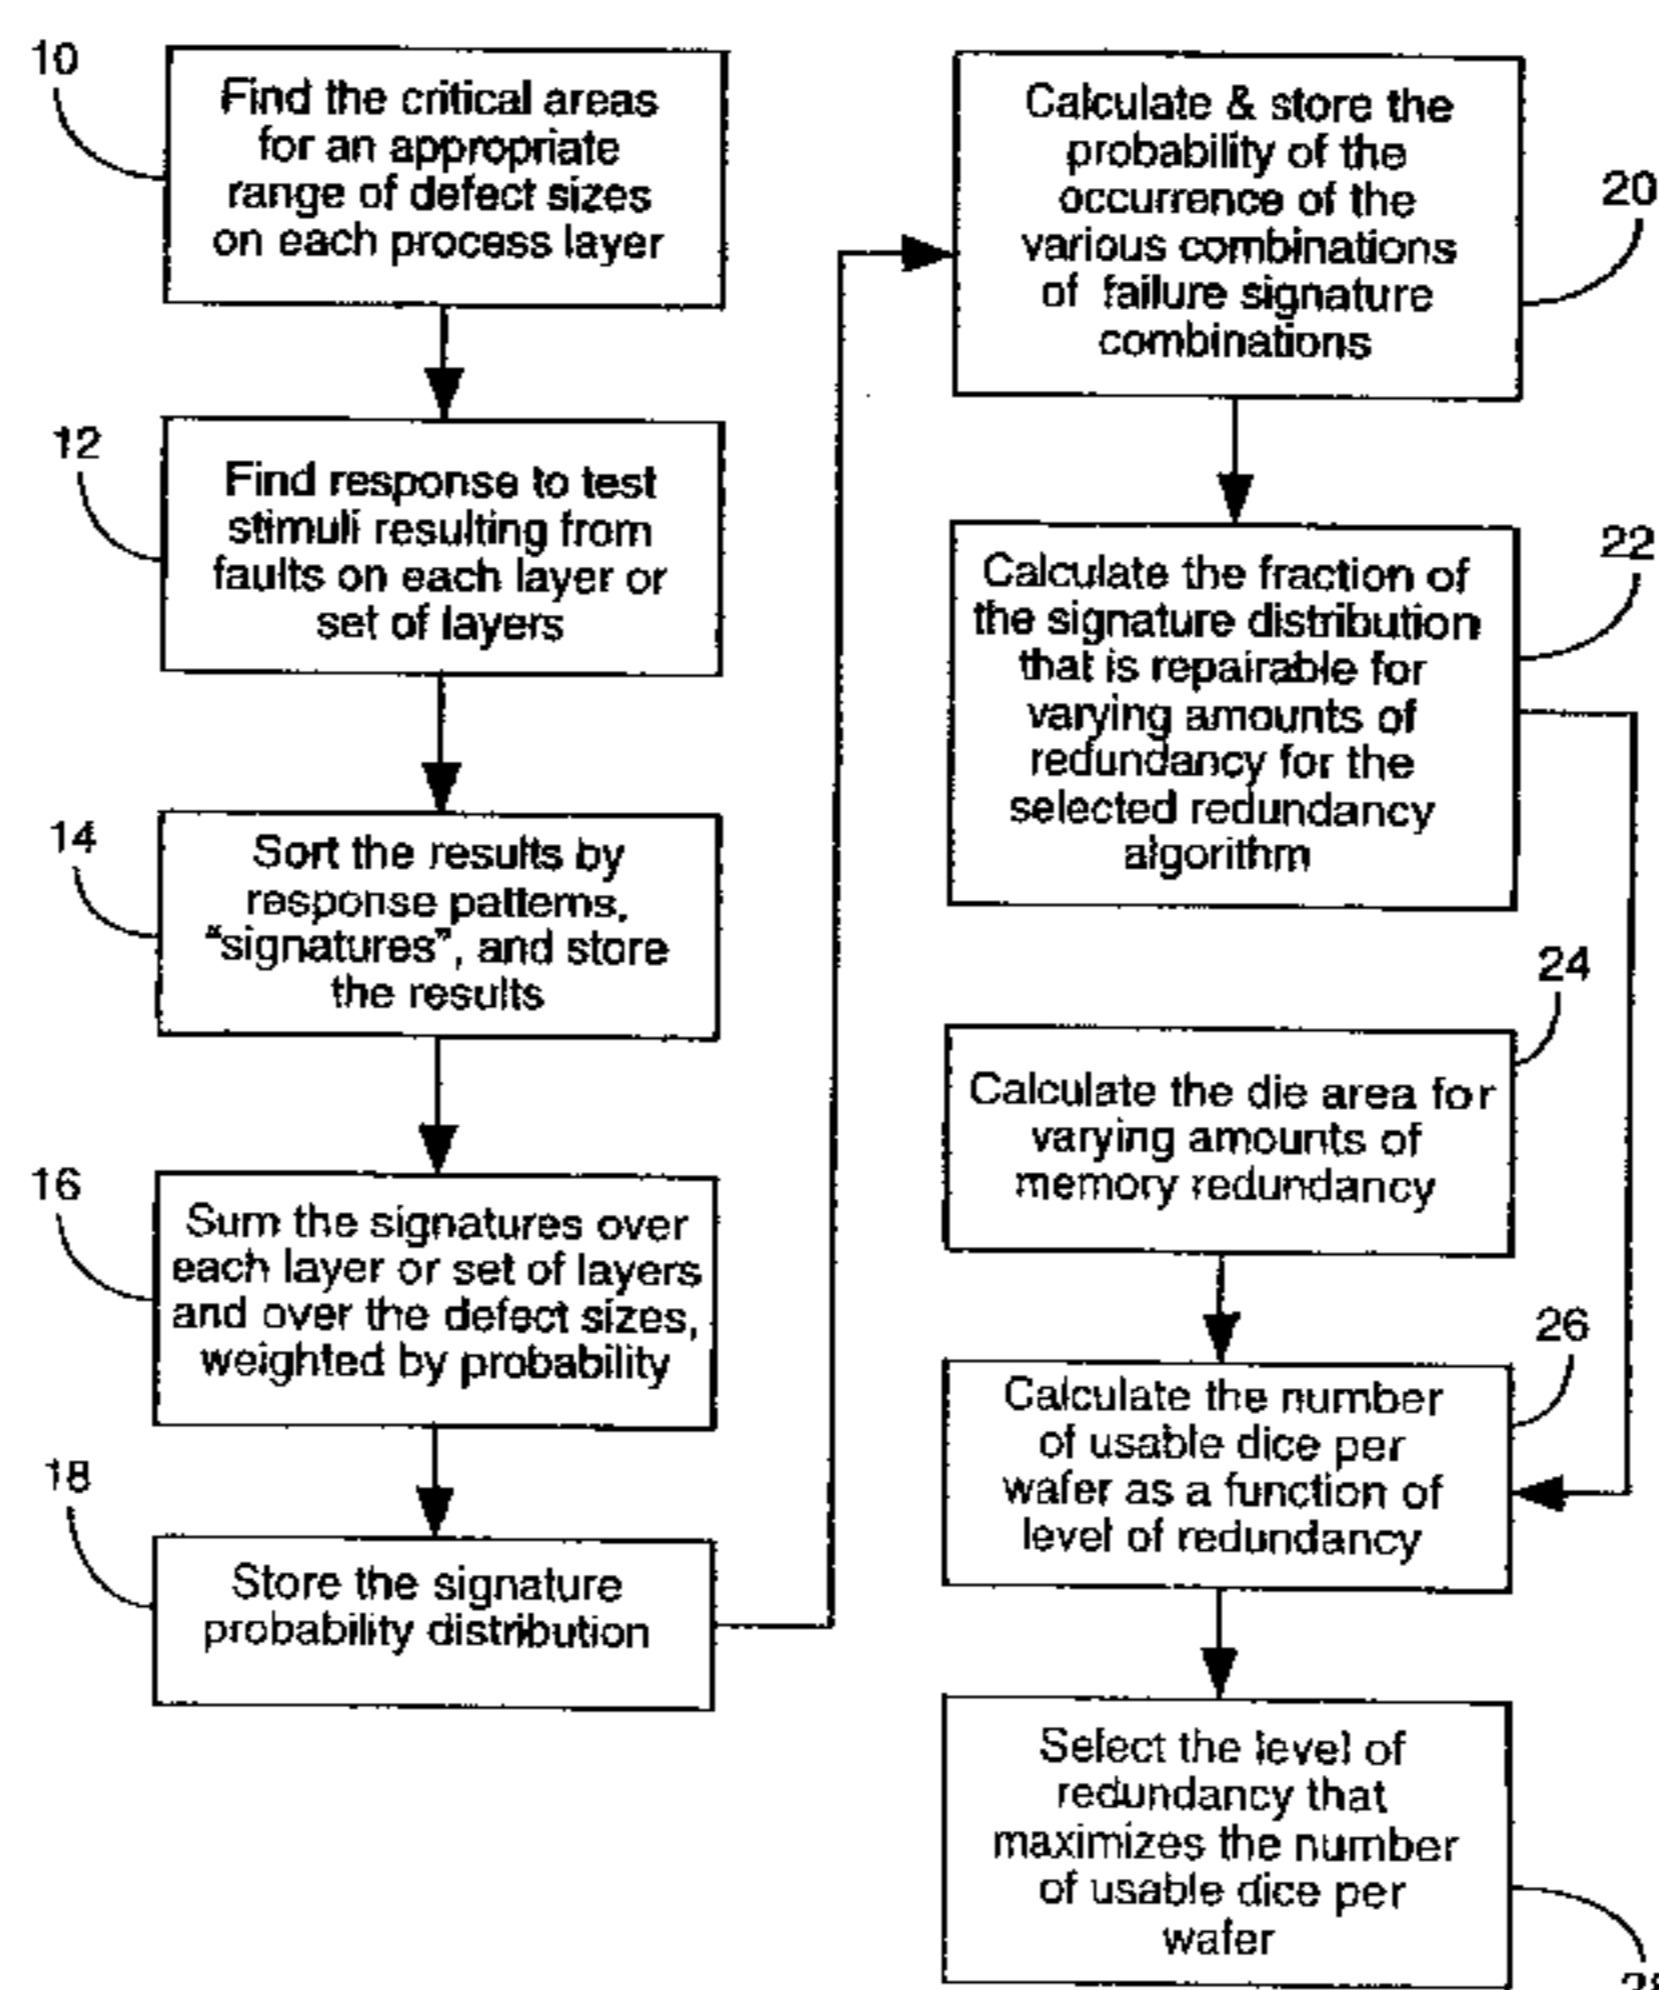 10
Find the critical areas
for an appropriate
range of defect sizes
on each process layer
12
Find response to test
stimuli resulting from
faults on each layer or
set of layers
14
Sort the results by
response patterns,
“signatures”, and store
the results
16
Sum the signatures over
each layer or set of layers
and over the defect sizes,
weighted by probability
18
Store the signature
probability distribution
20
Calculate & store the
probability of the
occurrence of the
various combinations
of failure signature
combinations
22
Calculate the fraction of
the signature distribution
that is repairable for
varying amounts of
redundancy for the
selected redundancy
algorithm
24
Calculate the die area for
varying amounts of
memory redundancy
26
Calculate the number
of usable dice per
wafer as a function of
level of redundancy
Select the level of
redundancy that
maximizes the number
of usable dice per
wafer